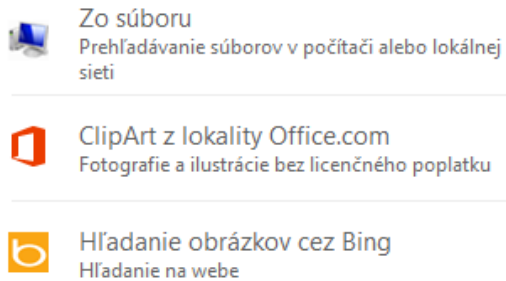 Zo súboru
Prehľadávanie súborov v počítači alebo lokálnej
sieti
ClipArt z lokality Office.com
Fotografie a ilustrácie bez licenčného poplatku
Hľadanie obrázkov cez Bing
Hľadanie na webe